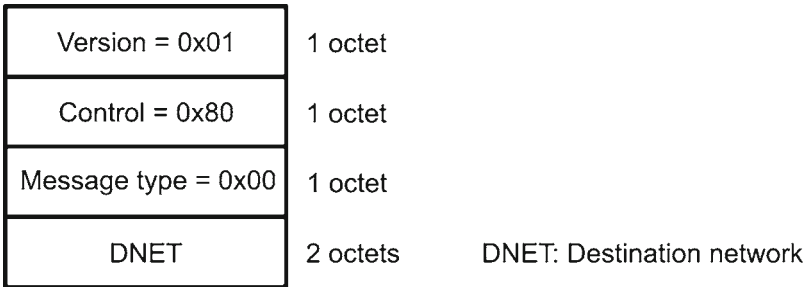 Version = 0x01 1 octet
Control = 0x80 1 octet
Message type = 0x00 1 octet
DNET 2 octets DNET: Destination network